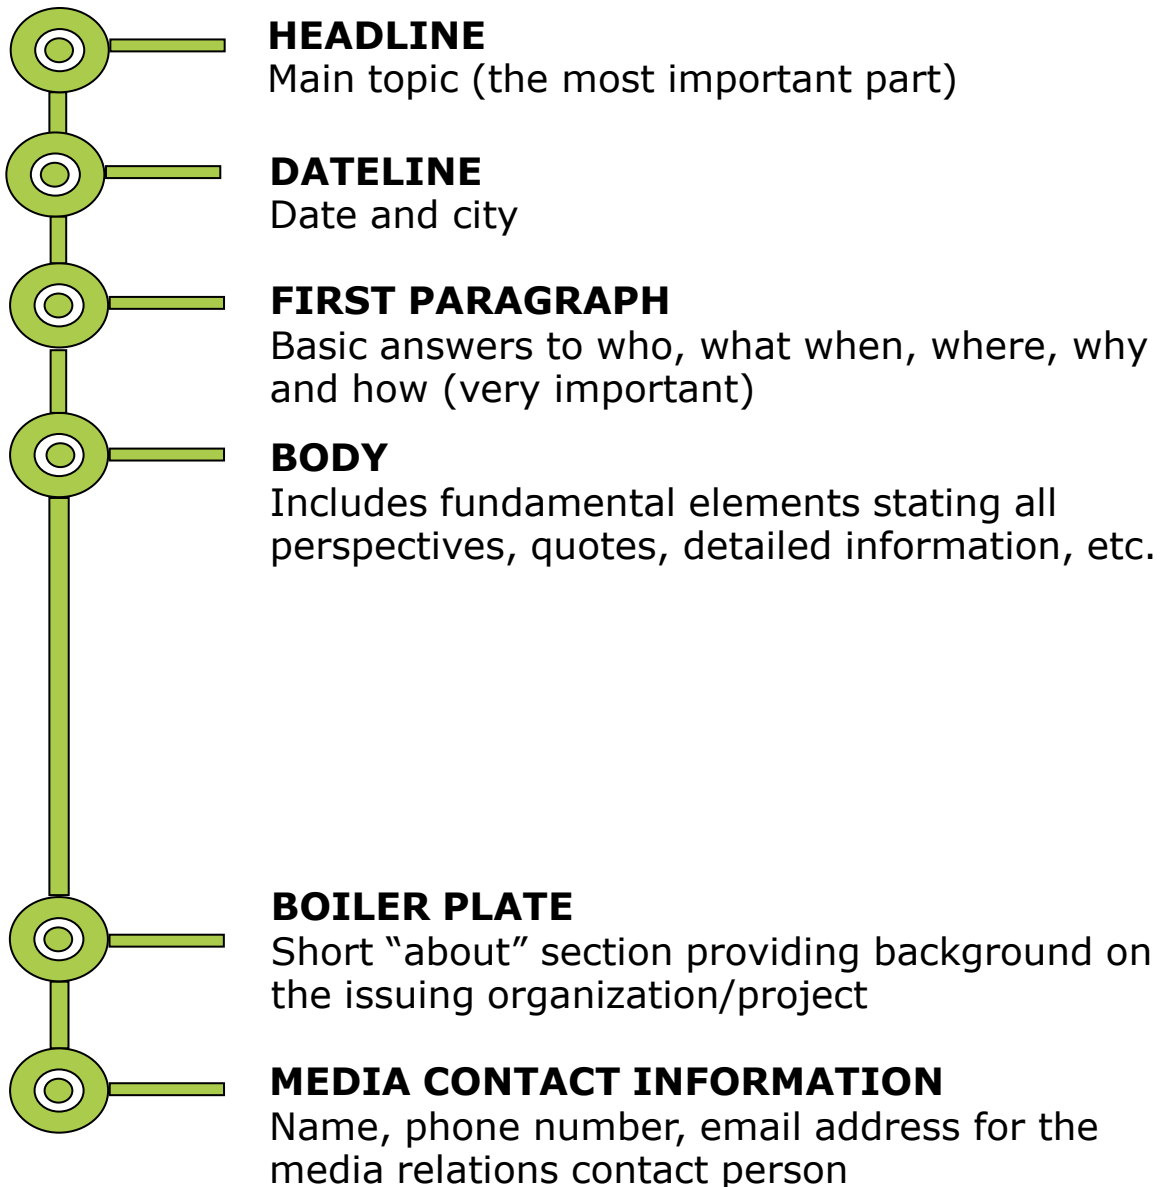 HEADLINE
Main topic (the most important part)
DATELINE
Date and city
FIRST PARAGRAPH
Basic answers to who, what when, where, why
and how (very important)
BODY
Includes fundamental elements stating all
perspectives, quotes, detailed information, etc.
BOILER PLATE
Short “about” section providing background on
the issuing organization/project
MEDIA CONTACT INFORMATION
Name, phone number, email address for the
media relations contact person